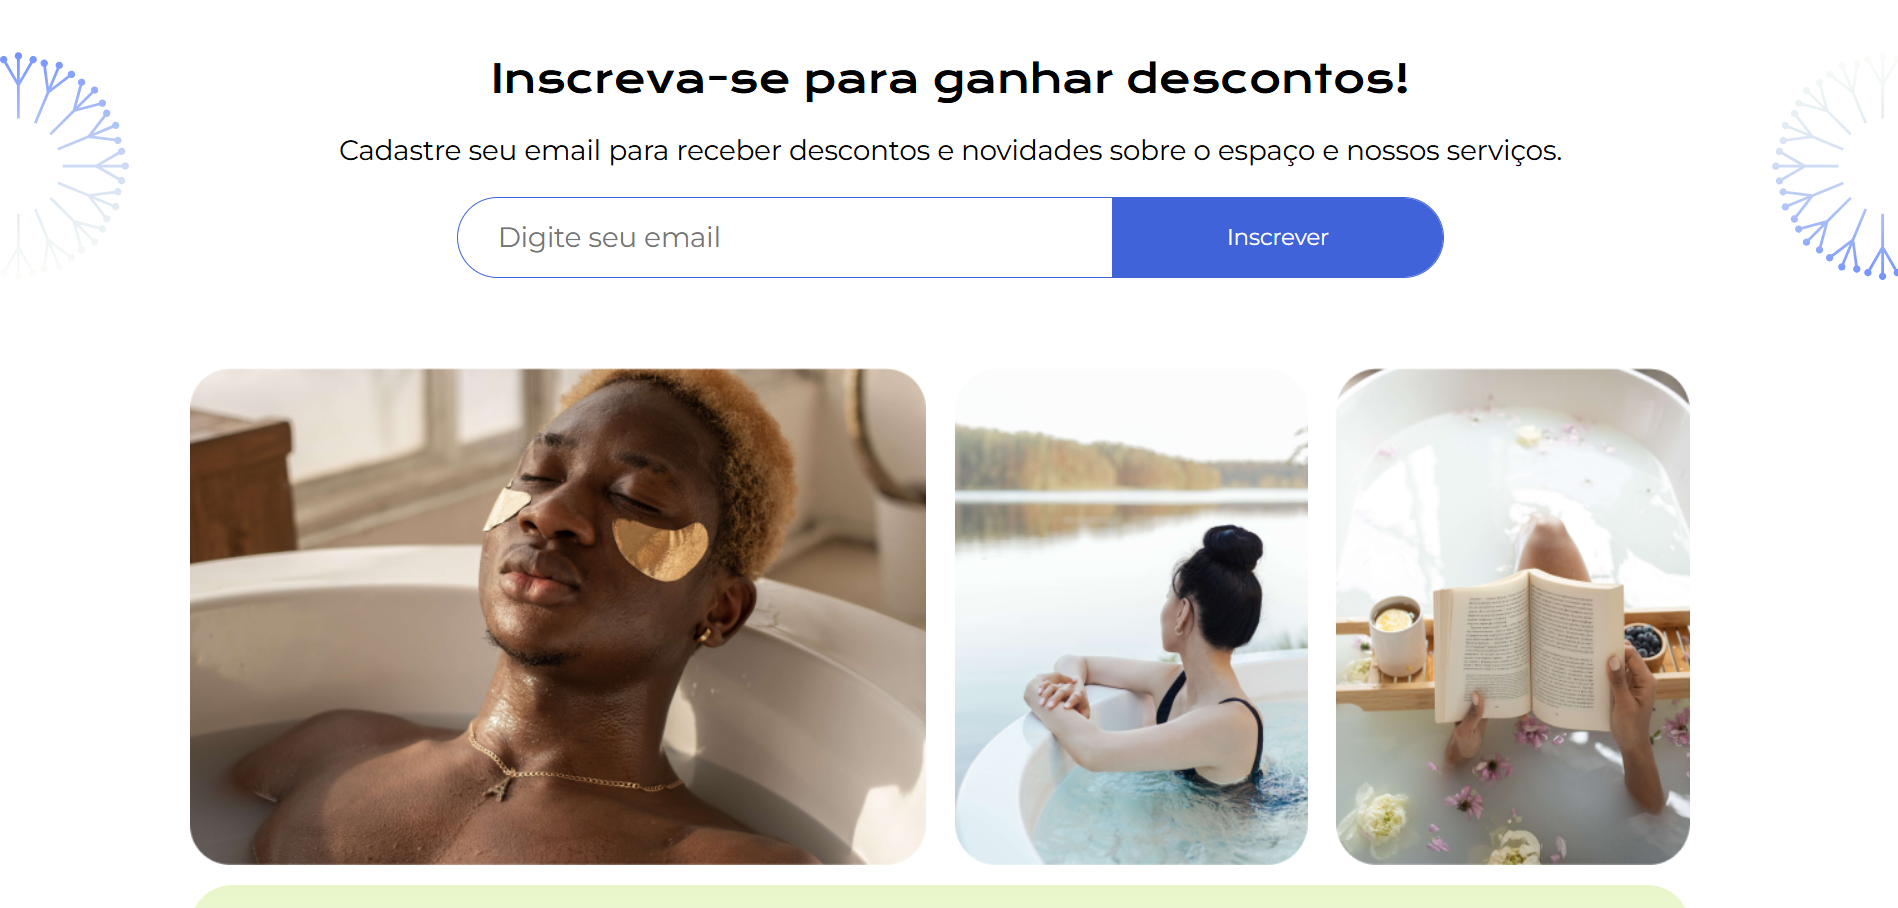 Inscreva-se para ganhar descontos!
Cadastre seu email para receber descontos e novidades sobre o espaço e nossos serviços.
Digite seu email
Inscrever